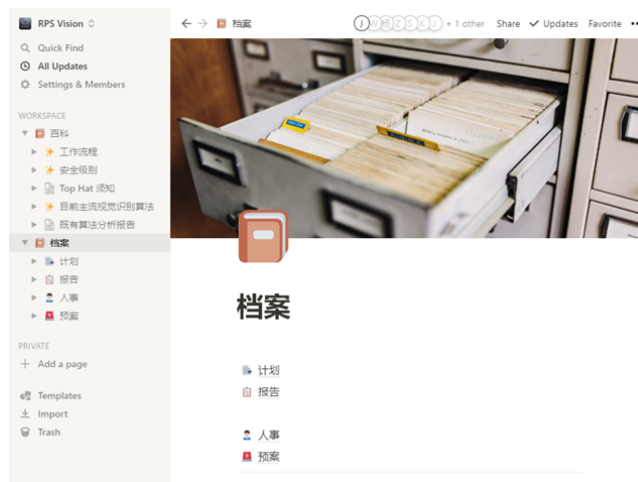 RPS Vision
Quick Find
All Updates
Settings & Members
WORKSPACE
百科
工作流程
安全级别
Top Hat 须知
目前主流视觉识别算法
既有算法分析报告
档案
计划
报告
人事
预案
PRIVATE
Add a page
Templates
Import
Trash
档案
J W 杨 Z S K J + 1 other Share Updates Favorite
档案
计划
报告
人事
预案